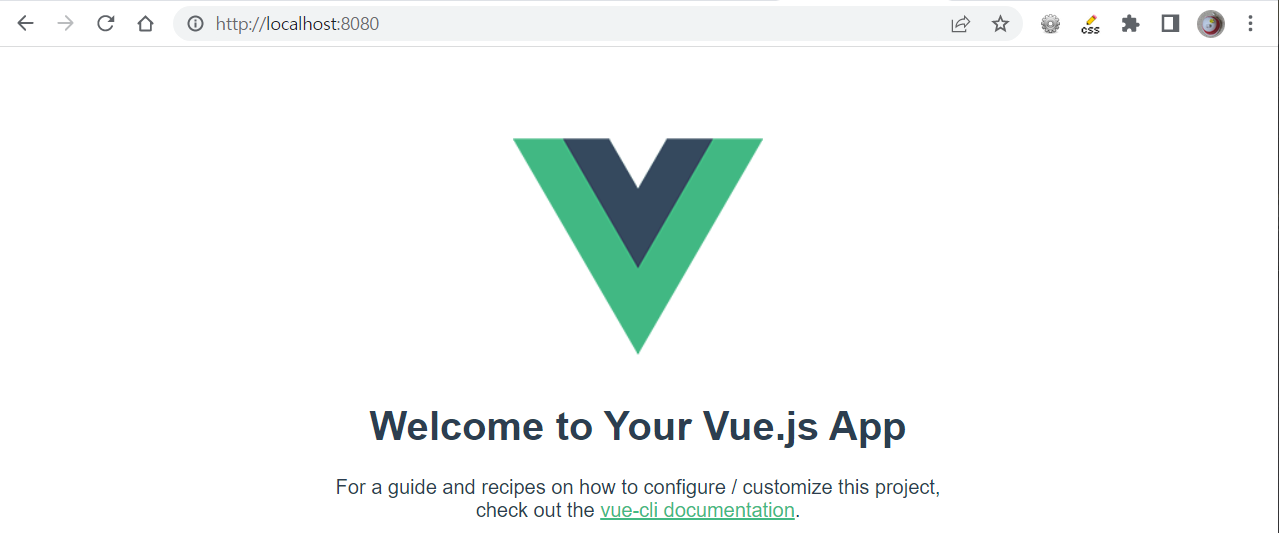 http://localhost:8080
css
Welcome to Your Vue.js App
For a guide and recipes on how to configure / customize this project,
check out the vue-cli documentation.